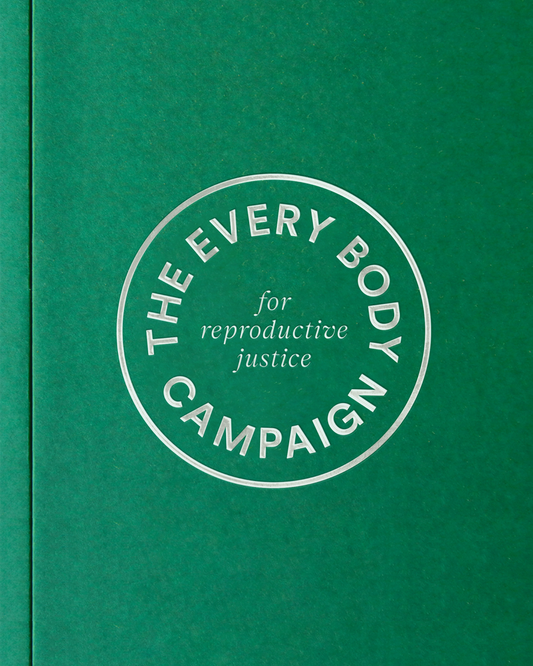 THE EVERY BODY
for
reproductive
justice
CAMPAIGN